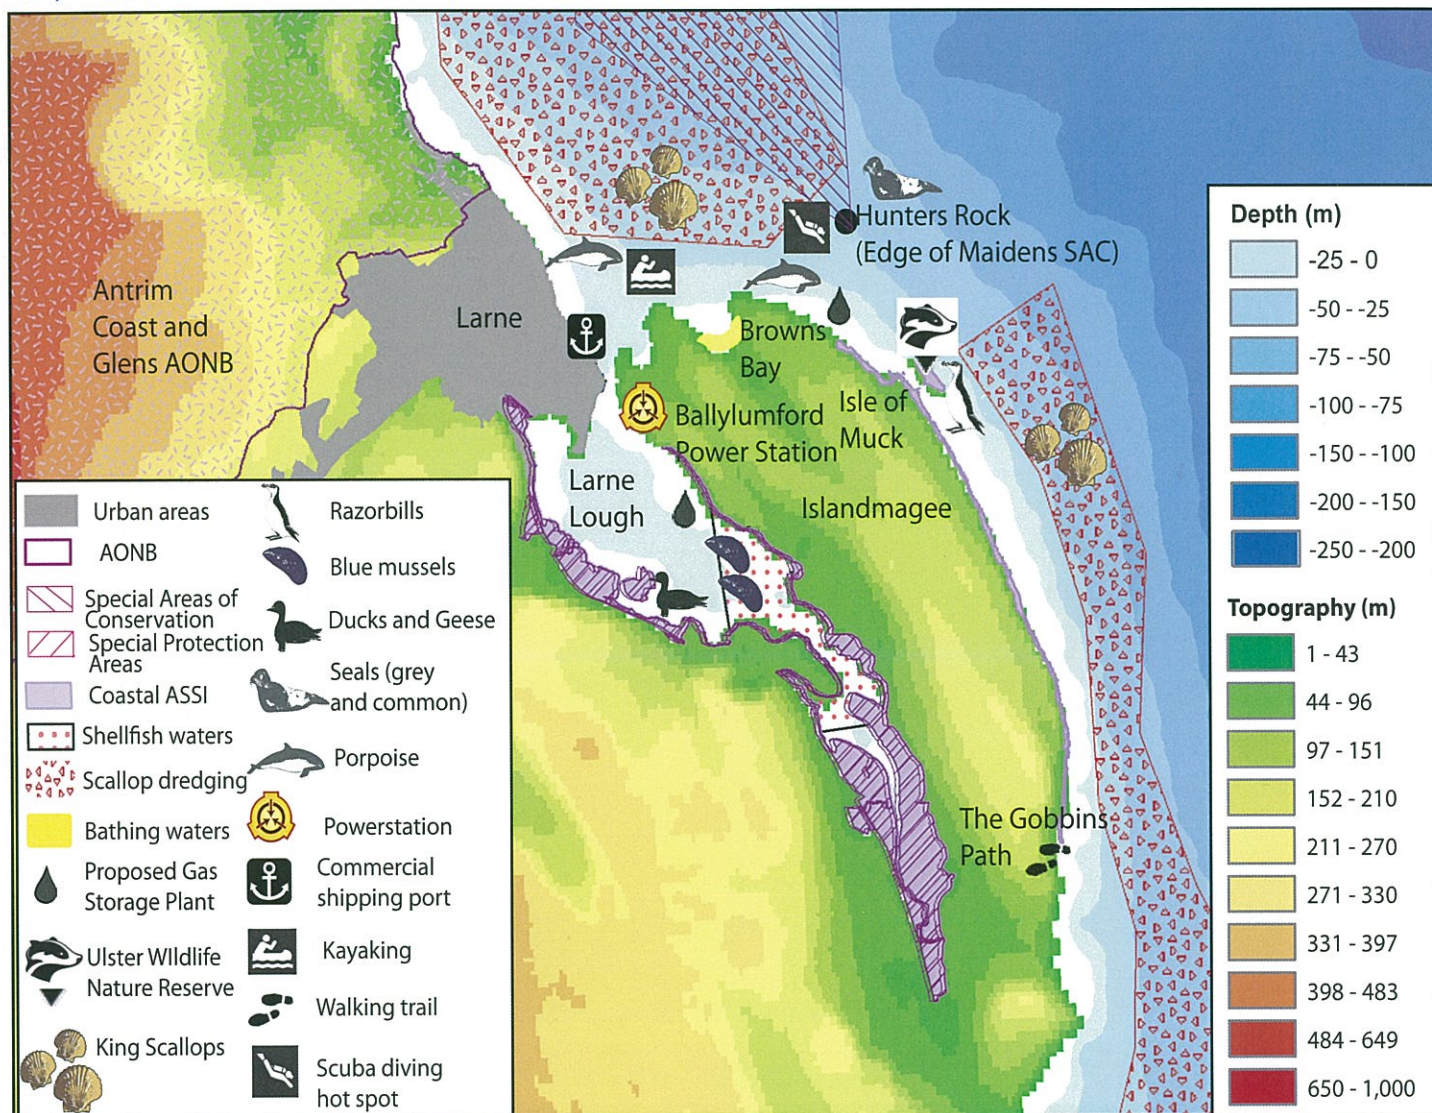 Hunters Rock
(Edge of Maidens SAC)
Antrim
Coast and
Glens AONB
Larne
Browns
Bay
Isle of
Muck
Ballylumford
Power Station
Larne
Lough
Islandmagee
The Gobbins
Path
Urban areas
AONB
Special Areas of
Conservation
Special Protection
Areas
Coastal ASSI
Shellfish waters
Scallop dredging
Bathing waters
Proposed Gas
Storage Plant
Ulster WIldlife
Nature Reserve
King Scallops
Razorbills
Blue mussels
Ducks and Geese
Seals (grey
and common)
Porpoise
Powerstation
Commercial
shipping port
Kayaking
Walking trail
Scuba diving
hot spot
Depth (m)
-25 - 0
-50 - -25
-75 - -50
-100 - -75
-150 - -100
-200 - -150
-250 - -200
Topography (m)
1 - 43
44 - 96
97 - 151
152 - 210
211 - 270
271 - 330
331 - 397
398 - 483
484 - 649
650 - 1,000